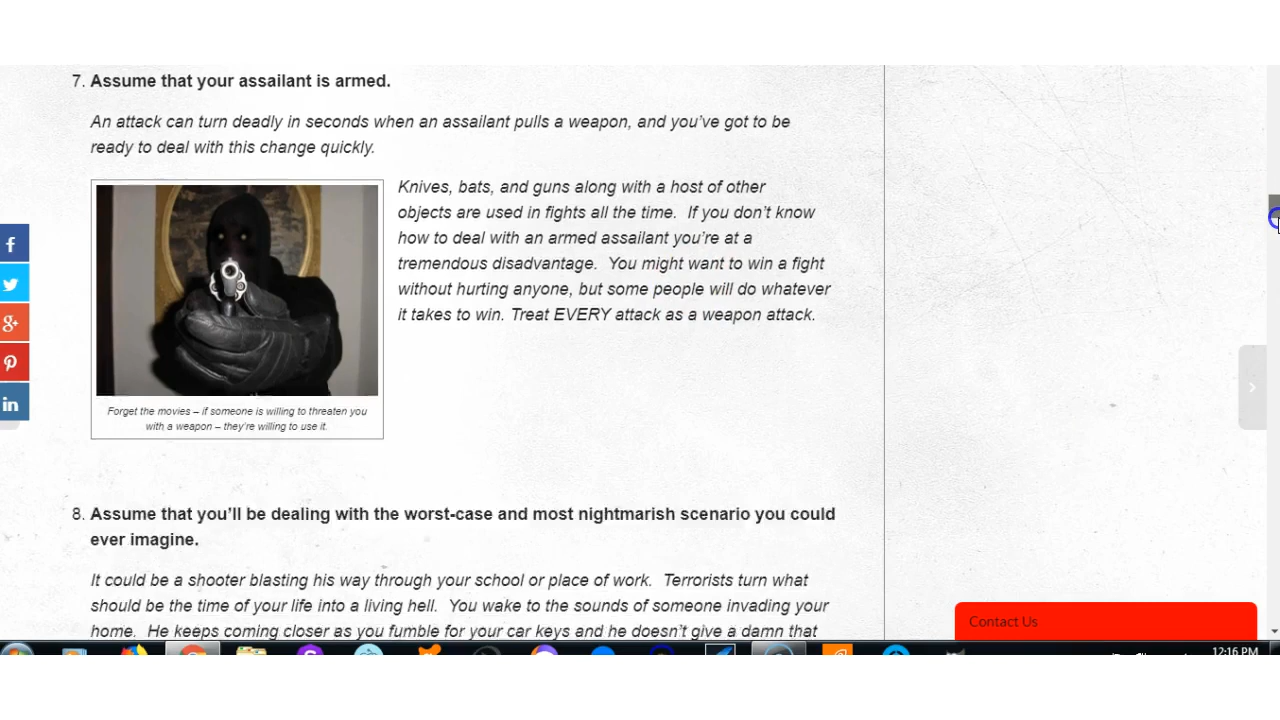 7. Assume that your assailant is armed.
An attack can turn deadly in seconds when an assailant pulls a weapon, and you’ve got to be
ready to deal with this change quickly.
Knives, bats, and guns along with a host of other
objects are used in fights all the time. If you don’t know
how to deal with an armed assailant you’re at a
tremendous disadvantage. You might want to win a fight
without hurting anyone, but some people will do whatever
it takes to win. Treat EVERY attack as a weapon attack.
Forget the movies – if someone is willing to threaten you
with a weapon – they’re willing to use it.
8. Assume that you’ll be dealing with the worst-case and most nightmarish scenario you could
ever imagine.
It could be a shooter blasting his way through your school or place of work. Terrorists turn what
should be the time of your life into a living hell. You wake to the sounds of someone invading your
home. He keeps coming closer as you fumble for your car keys and he doesn’t give a damn that
Contact Us
12:16 PM